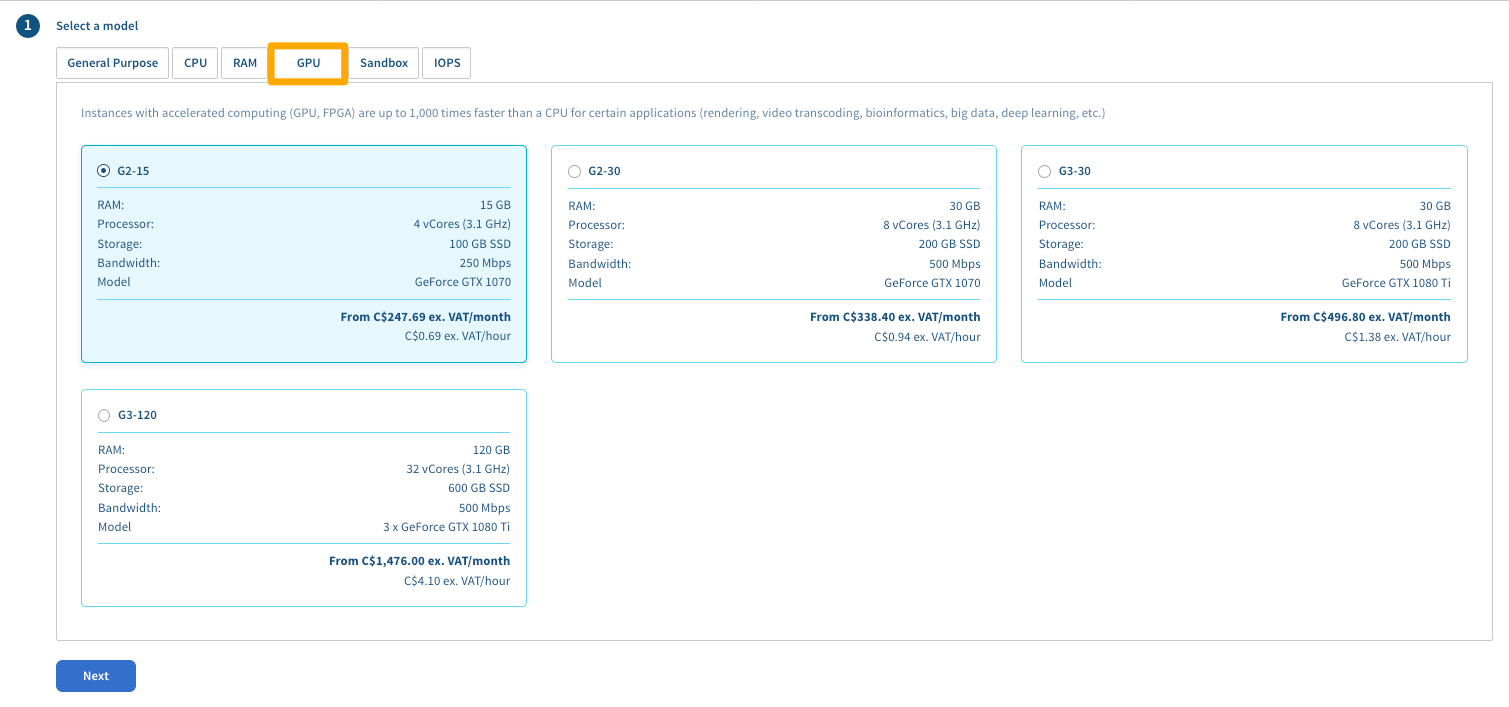 1 Select a model
General Purpose CPU RAM GPU Sandbox IOPS
Instances with accelerated computing (GPU, FPGA) are up to 1,000 times faster than a CPU for certain applications (rendering, video transcoding, bioinformatics, big data, deep learning, etc.)
G2-15
RAM: 15 GB
Processor: 4 vCores (3.1 GHz)
Storage: 100 GB SSD
Bandwidth: 250 Mbps
Model GeForce GTX 1070
From C$247.69 ex. VAT/month
C$0.69 ex. VAT/hour
G2-30
RAM: 30 GB
Processor: 8 vCores (3.1 GHz)
Storage: 200 GB SSD
Bandwidth: 500 Mbps
Model GeForce GTX 1070
From C$338.40 ex. VAT/month
C$0.94 ex. VAT/hour
G3-30
RAM: 30 GB
Processor: 8 vCores (3.1 GHz)
Storage: 200 GB SSD
Bandwidth: 500 Mbps
Model GeForce GTX 1080 Ti
From C$496.80 ex. VAT/month
C$1.38 ex. VAT/hour
G3-120
RAM: 120 GB
Processor: 32 vCores (3.1 GHz)
Storage: 600 GB SSD
Bandwidth: 500 Mbps
Model 3 x GeForce GTX 1080 Ti
From C$1,476.00 ex. VAT/month
C$4.10 ex. VAT/hour
Next